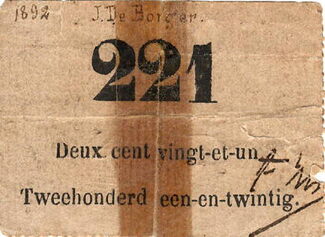 1892 J. De Borger.
221
Deux cent vingt-et-un
Tweehonderd een-en-twintig.